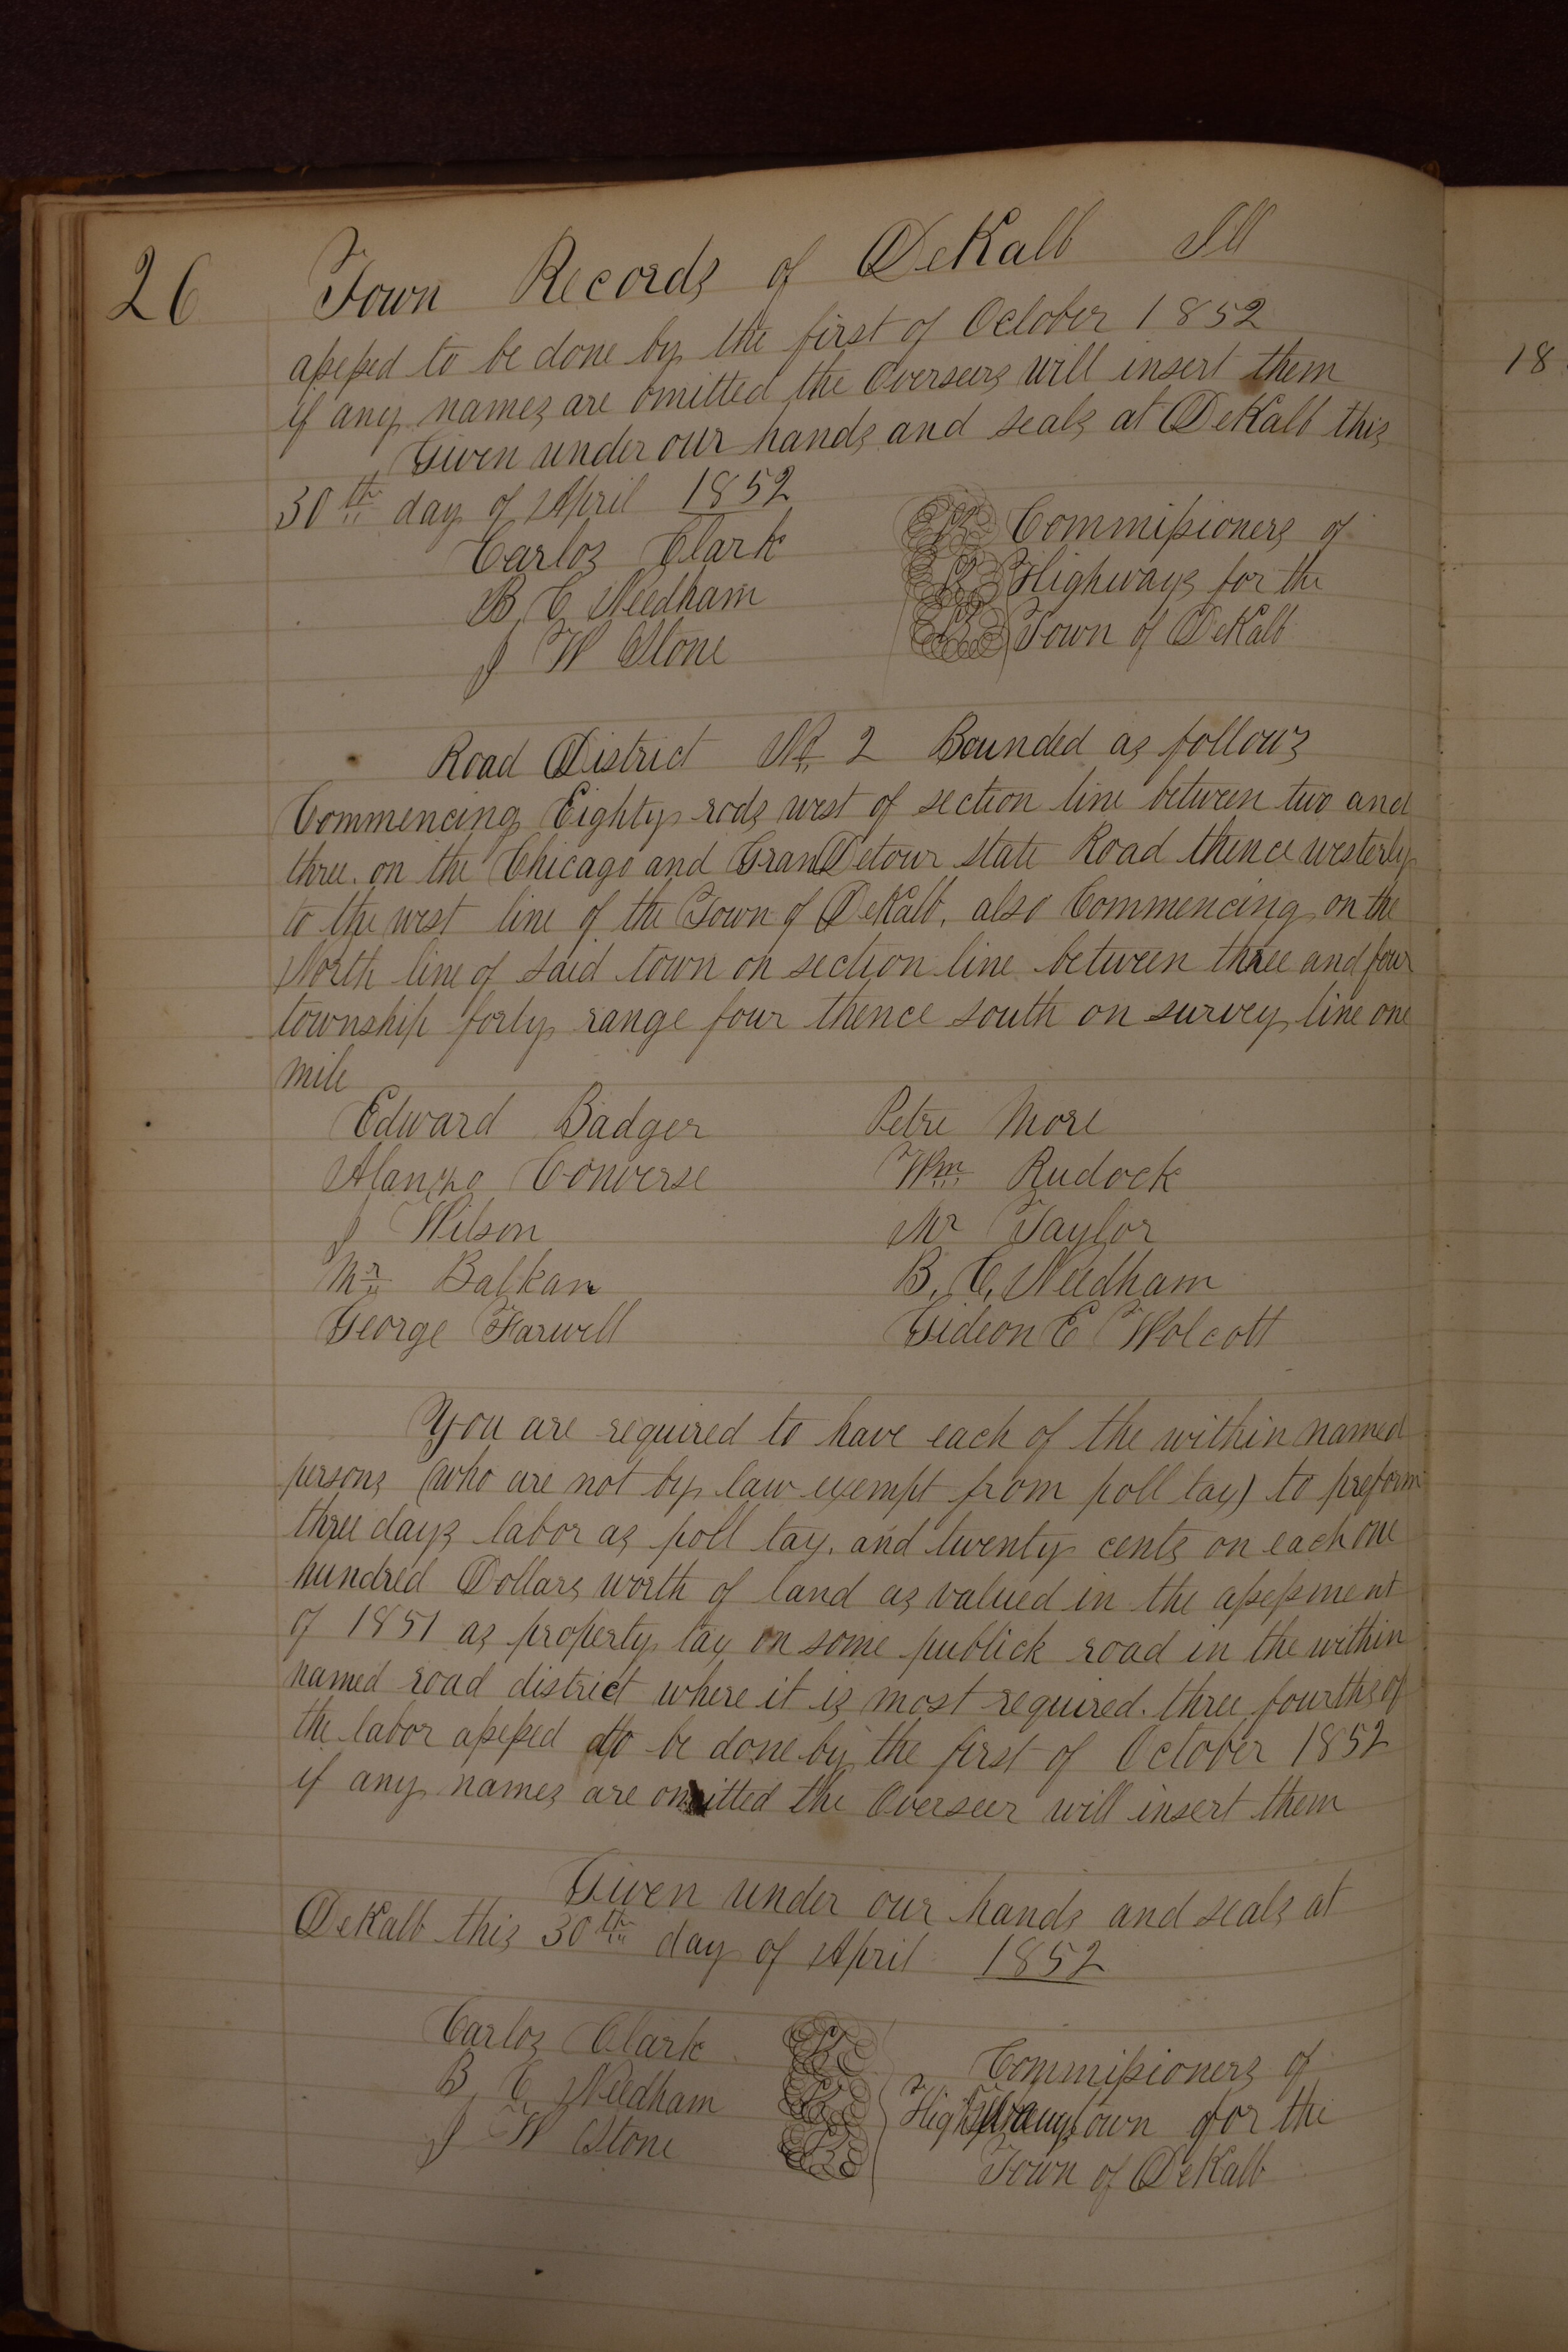 26 Town Records of DeKalb Ill
assessed to be done by the first of October 1852
if any names are omitted the Overseers will insert them
Given under our hands and seals at DeKalb this
30th day of April 1852
Carlos Clark Commissioners of
B. C. Needham Highways for the
J W Stone Town of DeKalb
18
Road District No 2 Bounded as follows
Commencing Eighty rods west of section line between two and
three. on the Chicago and GranDetour state Road thence westerly
to the west line of the Town of DeKalb, also Commencing on the
North line of said town on section line between three and four
township forty range four thence south on survey line one
mile
Edward Badger Petre More
Alanzo Converse Wm Rudock
J Wilson Mr Taylor
Mr Balkan B. C. Needham
George Farwell Gideon E Wolcott
You are required to have each of the within named
persons (who are not by law exempt from poll tax) to preform
three days labor as poll tax. and twenty cents on each one
hundred Dollars worth of land as valued in the assessment
of 1851 as property tax on some publick road in the within
named road district where it is most required. three fourths of
the labor assessed to be done by the first of October 1852
if any names are omitted the Overseer will insert them
Given under our hands and seals at
DeKalb this 30th day of April 1852
Carlos Clark Commissioners of
B. C. Needham Highways for the
J W Stone Town of DeKalb